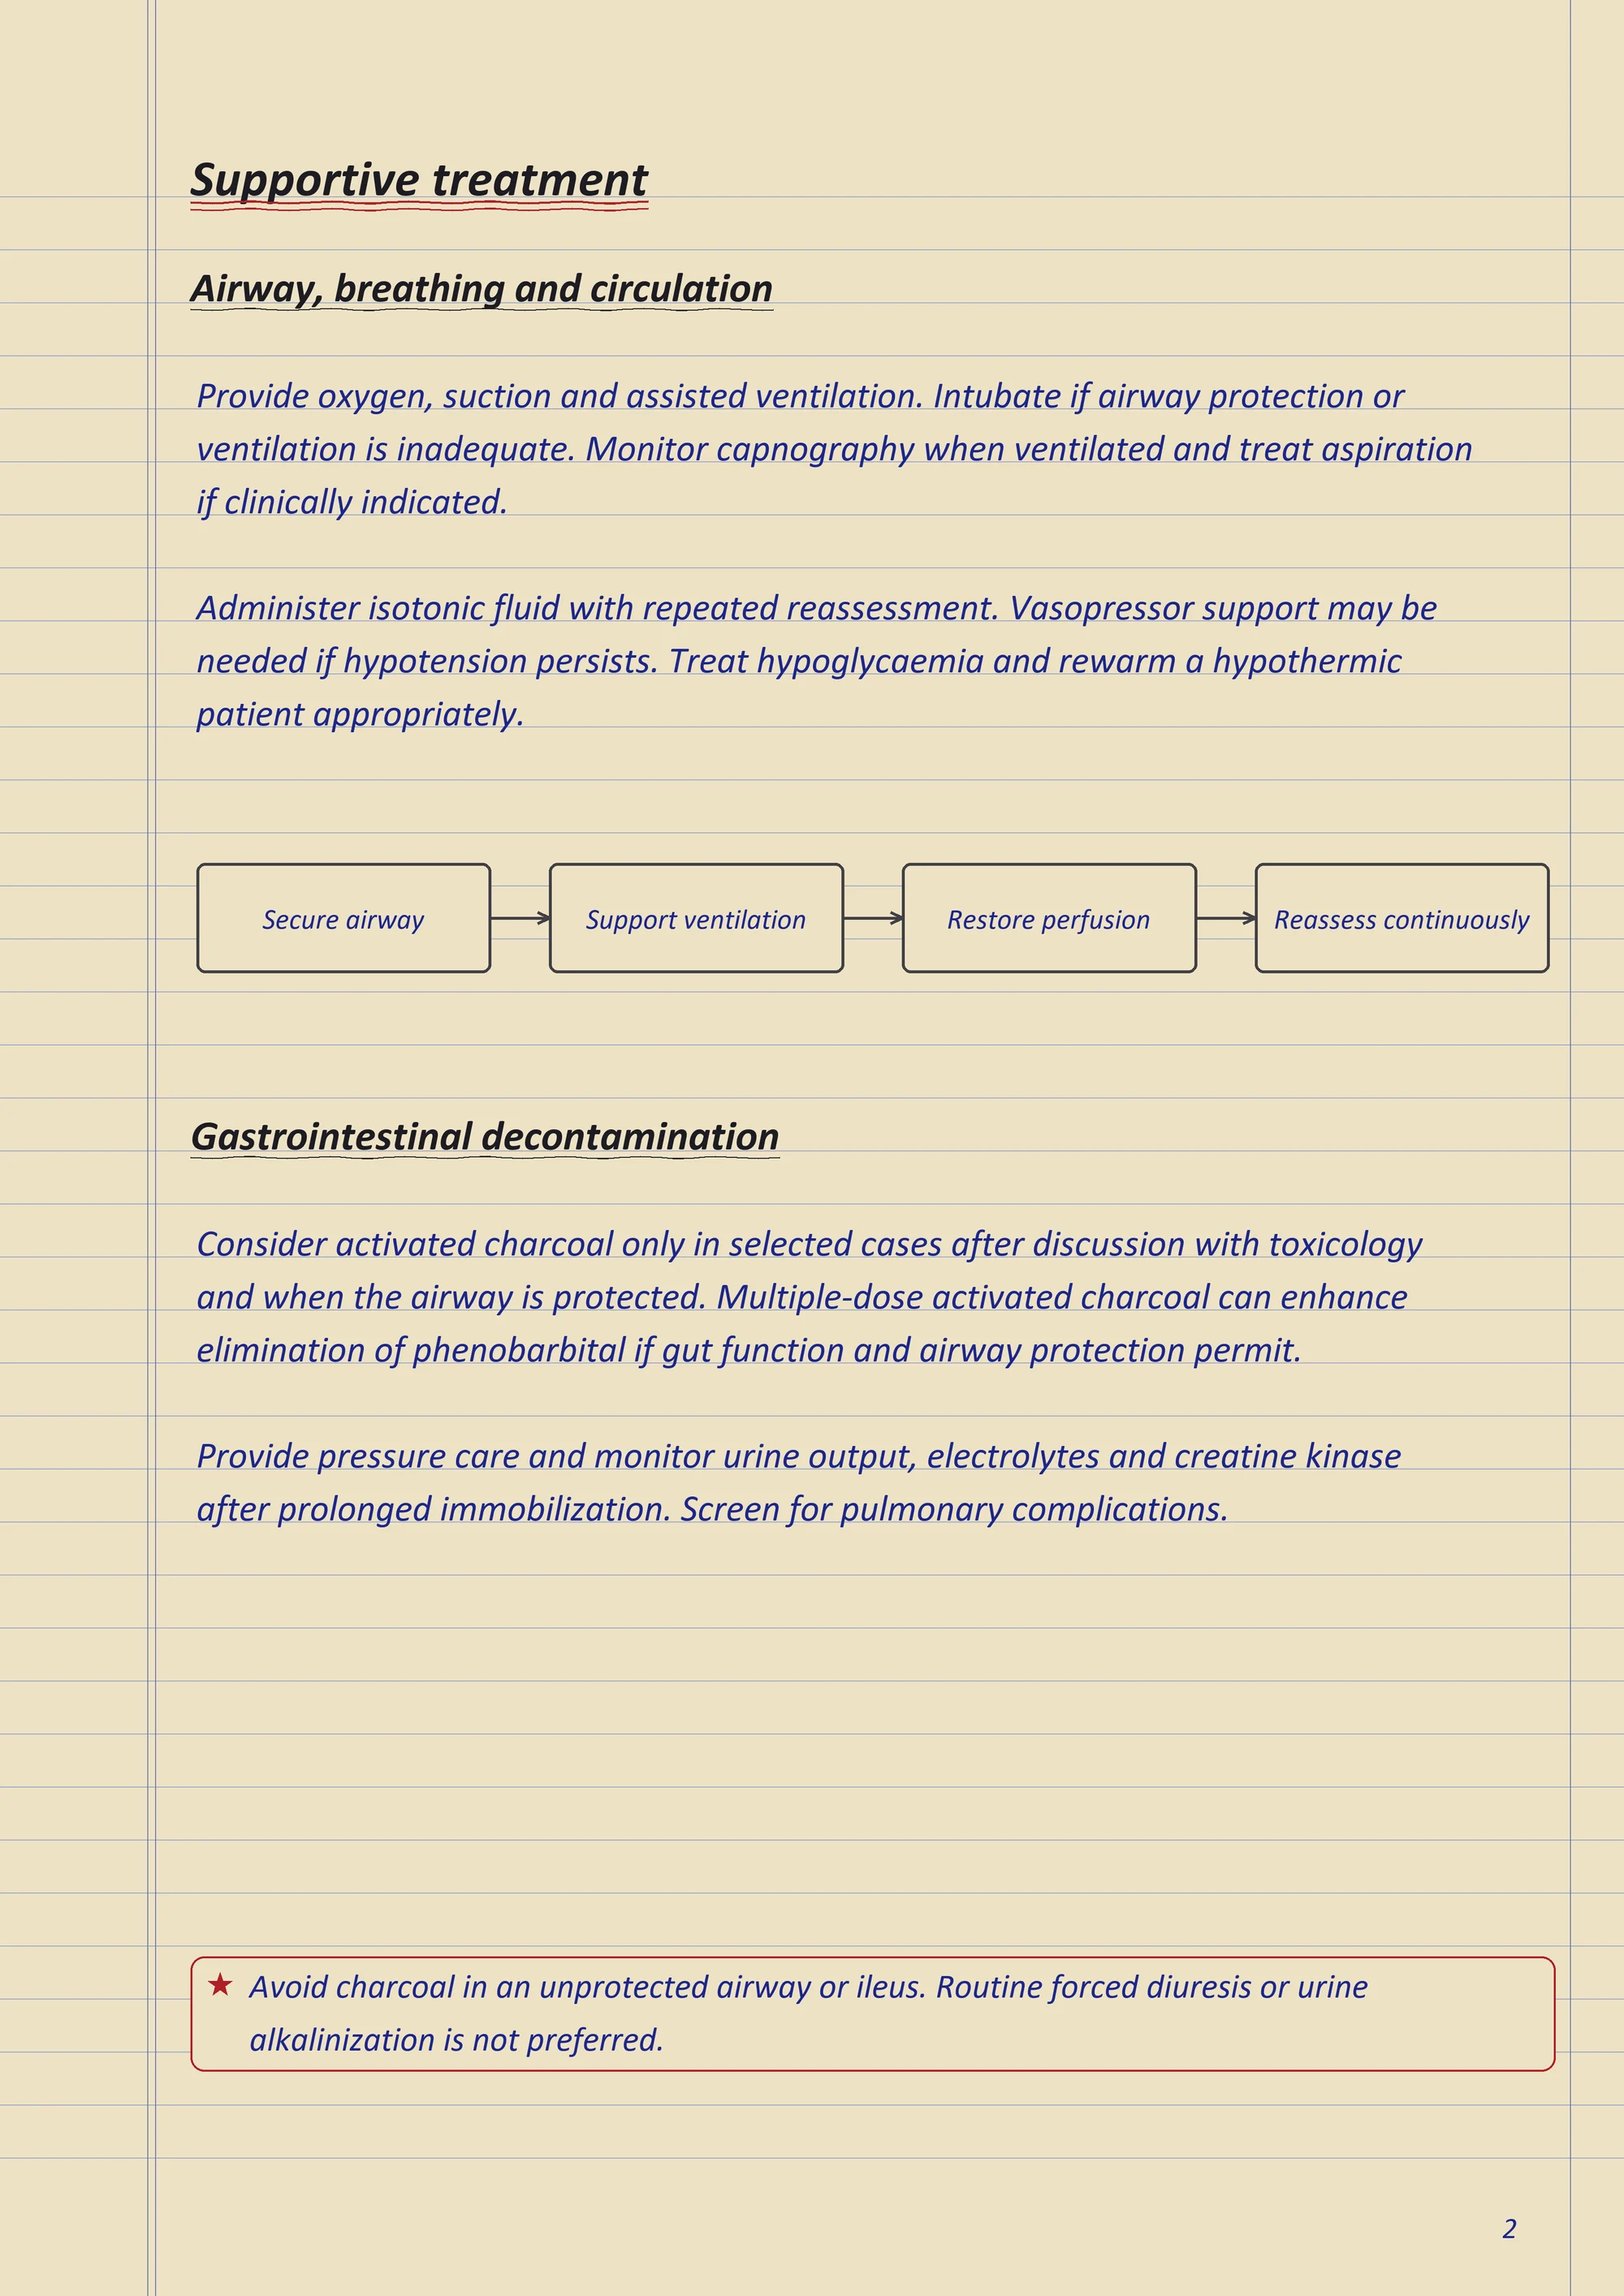 Supportive treatment
Airway, breathing and circulation
Provide oxygen, suction and assisted ventilation. Intubate if airway protection or
ventilation is inadequate. Monitor capnography when ventilated and treat aspiration
if clinically indicated.
Administer isotonic fluid with repeated reassessment. Vasopressor support may be
needed if hypotension persists. Treat hypoglycaemia and rewarm a hypothermic
patient appropriately.
Secure airway
Support ventilation
Restore perfusion
Reassess continuously
Gastrointestinal decontamination
Consider activated charcoal only in selected cases after discussion with toxicology
and when the airway is protected. Multiple-dose activated charcoal can enhance
elimination of phenobarbital if gut function and airway protection permit.
Provide pressure care and monitor urine output, electrolytes and creatine kinase
after prolonged immobilization. Screen for pulmonary complications.
★ Avoid charcoal in an unprotected airway or ileus. Routine forced diuresis or urine
alkalinization is not preferred.
2